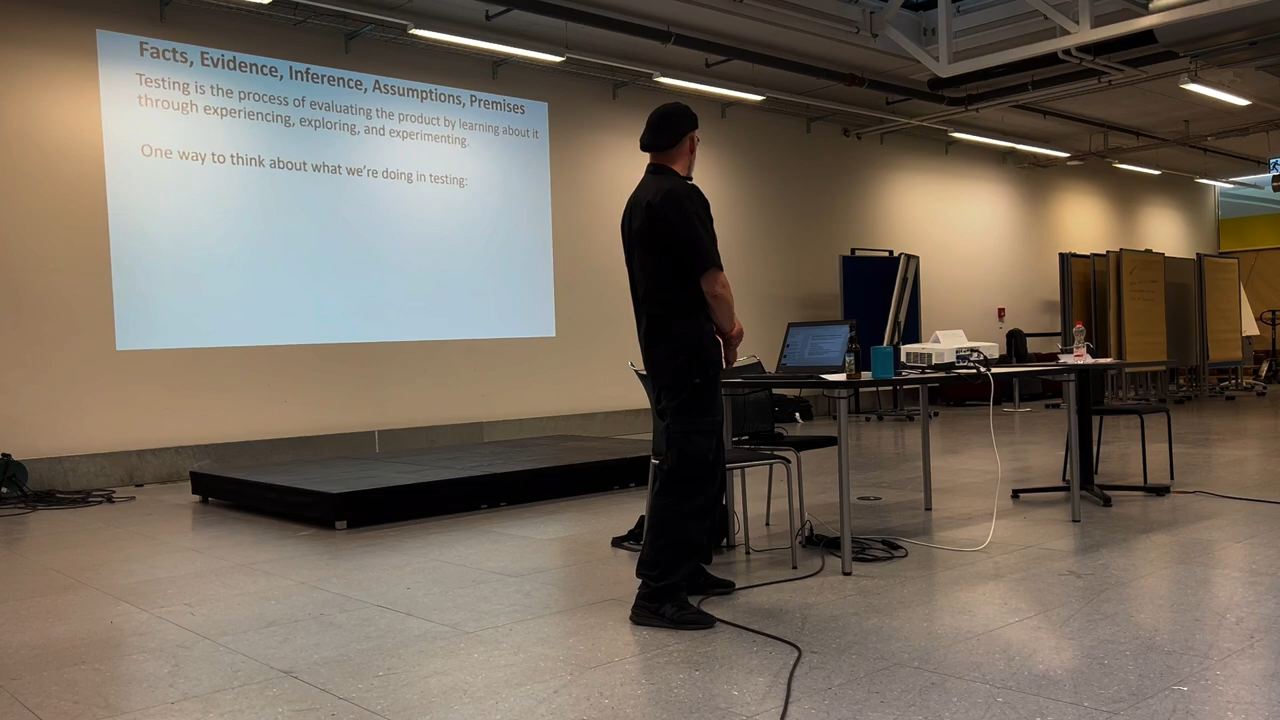 Facts, Evidence, Inference, Assumptions, Premises
Testing is the process of evaluating the product by learning about it
through experiencing, exploring, and experimenting.
One way to think about what we're doing in testing: